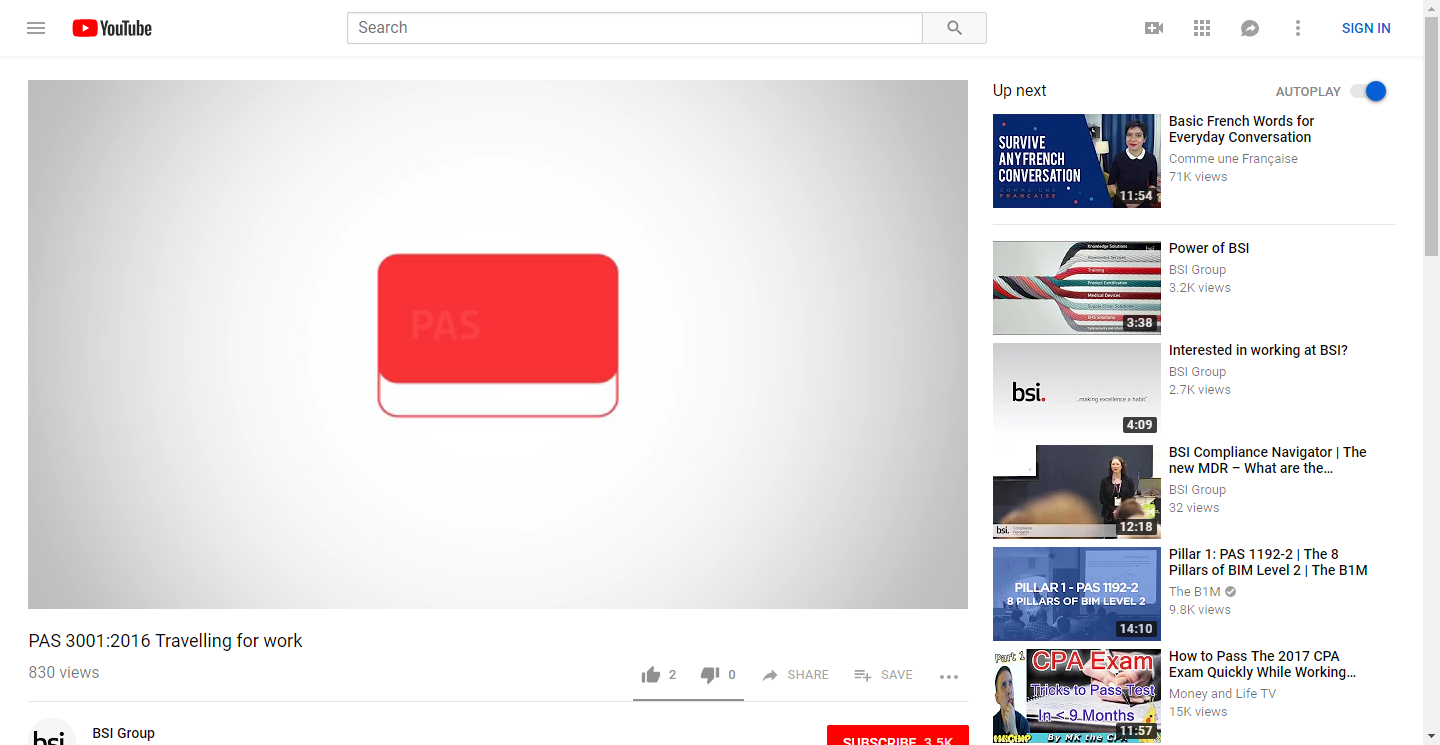 YouTube
Search
SIGN IN
PAS
PAS 3001:2016 Travelling for work
830 views
2
0
SHARE
SAVE
BSI Group
bsi
SUBSCRIBE 3.5K
Up next
AUTOPLAY
SURVIVE
ANY FRENCH
CONVERSATION
COMME UNE
FRANÇAISE
11:54
Basic French Words for
Everyday Conversation
Comme une Française
71K views
Knowledge Solutions
Training
Product Certification
Medical Devices
Supply Chain Solutions
3:38
Power of BSI
BSI Group
3.2K views
bsi.
...making excellence a habit.
4:09
Interested in working at BSI?
BSI Group
2.7K views
bsi.
Compliance
Navigator
12:18
BSI Compliance Navigator | The
new MDR – What are the...
BSI Group
32 views
PILLAR 1 - PAS 1192-2
8 PILLARS OF BIM LEVEL 2
14:10
Pillar 1: PAS 1192-2 | The 8
Pillars of BIM Level 2 | The B1M
The B1M
9.8K views
Part 1
CPA Exam
Tricks to Pass Test
In < 9 Months
By MK the CPA
11:57
How to Pass The 2017 CPA
Exam Quickly While Working...
Money and Life TV
15K views